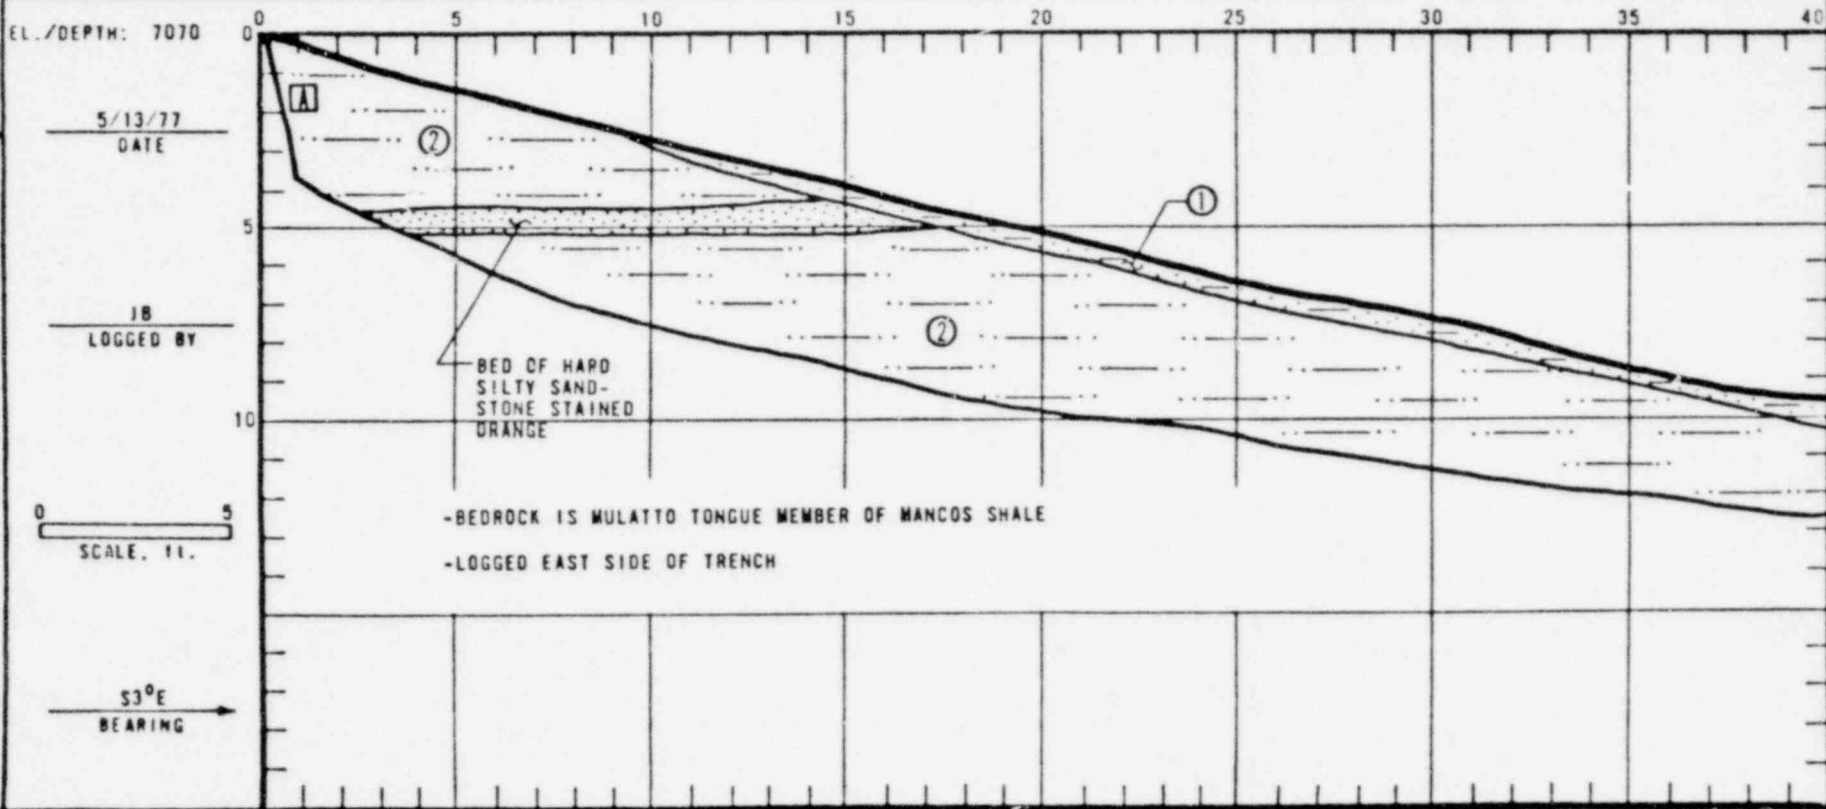 0 5 10 15 20 25 30 35 40
EL./DEPTH: 7070
0
A
5/13/77
DATE
2
1
5
JB
LOGGED BY
2
BED OF HARD
SILTY SAND-
STONE STAINED
ORANGE
10
0 5
SCALE, ft.
-BEDROCK IS MULATTO TONGUE MEMBER OF MANCOS SHALE
-LOGGED EAST SIDE OF TRENCH
S3°E
BEARING